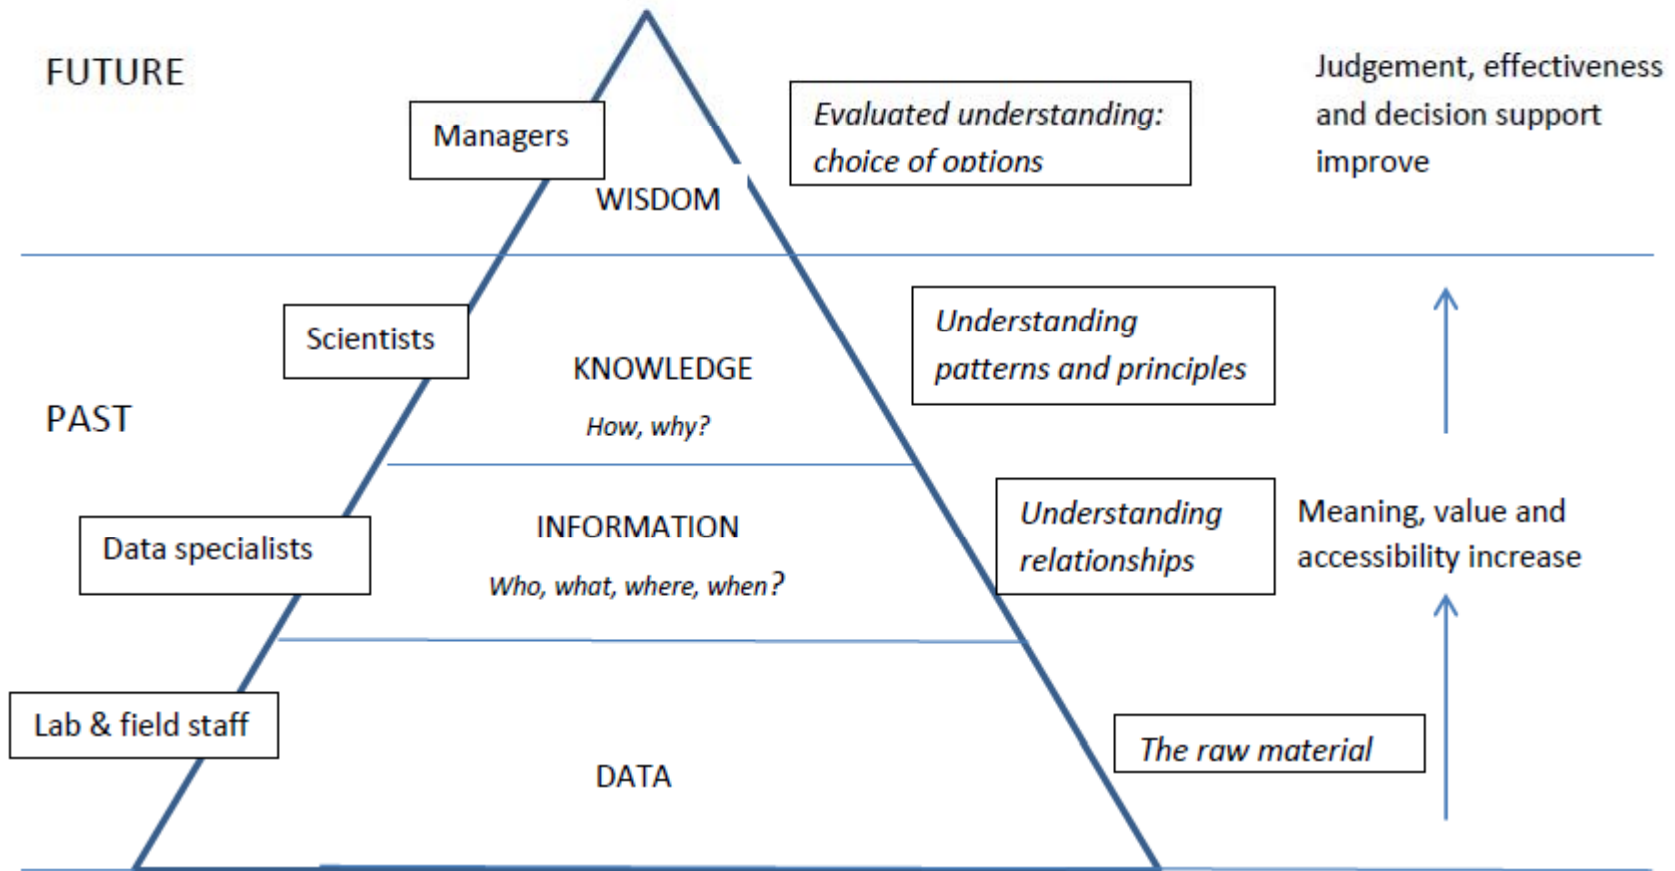 FUTURE
Managers
Evaluated understanding:
choice of options
Judgement, effectiveness
and decision support
improve
WISDOM
Scientists
Understanding
patterns and principles
KNOWLEDGE
How, why?
PAST
Data specialists
INFORMATION
Who, what, where, when?
Understanding
relationships
Meaning, value and
accessibility increase
Lab & field staff
The raw material
DATA